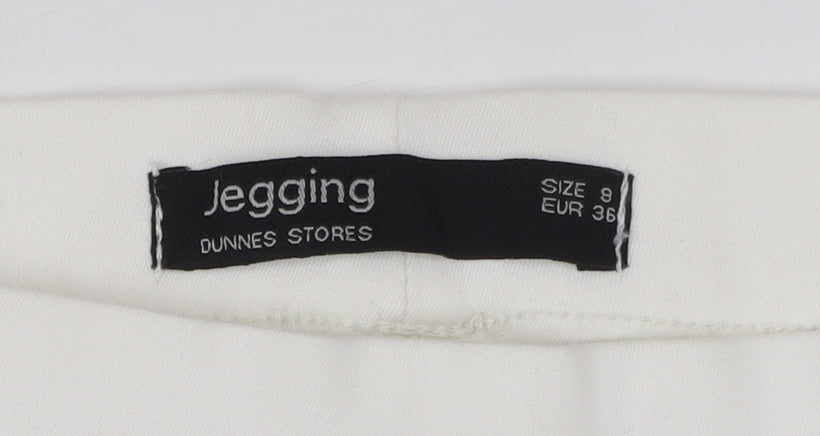 Jegging
DUNNES STORES
SIZE 8
EUR 36